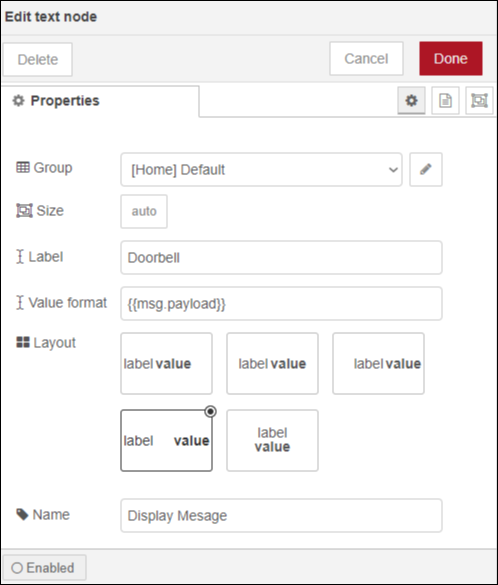 Edit text node
Delete
Cancel
Done
Properties
Group
[Home] Default
Size
auto
Label
Doorbell
Value format
{{msg.payload}}
Layout
label value
label value
label value
label value
label
value
Name
Display Mesage
Enabled